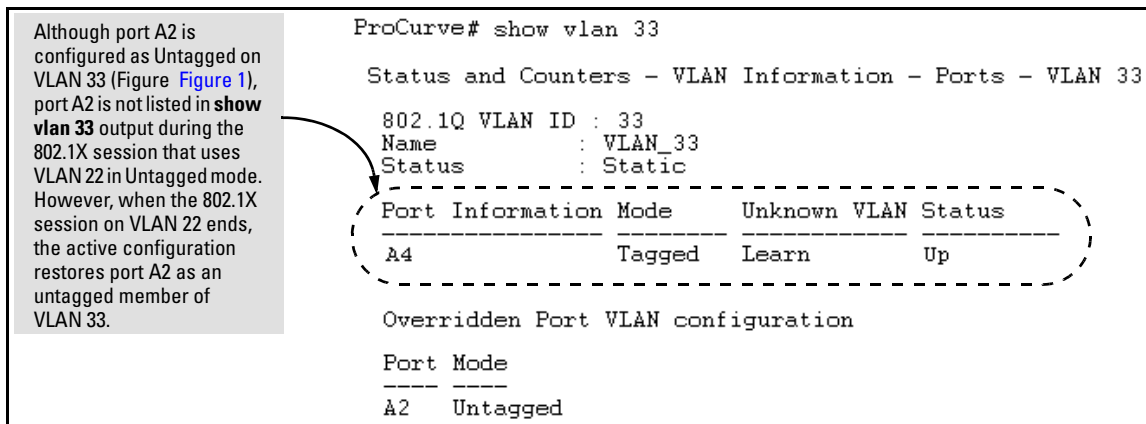 Although port A2 is
configured as Untagged on
VLAN 33 (Figure Figure 1),
port A2 is not listed in show
vlan 33 output during the
802.1X session that uses
VLAN 22 in Untagged mode.
However, when the 802.1X
session on VLAN 22 ends,
the active configuration
restores port A2 as an
untagged member of
VLAN 33.
ProCurve# show vlan 33
Status and Counters - VLAN Information - Ports - VLAN 33
802.1Q VLAN ID : 33
Name : VLAN_33
Status : Static
Port Information Mode Unknown VLAN Status
---------------- -------- ------------ ----------
A4 Tagged Learn Up
Overridden Port VLAN configuration
Port Mode
---- ----
A2 Untagged